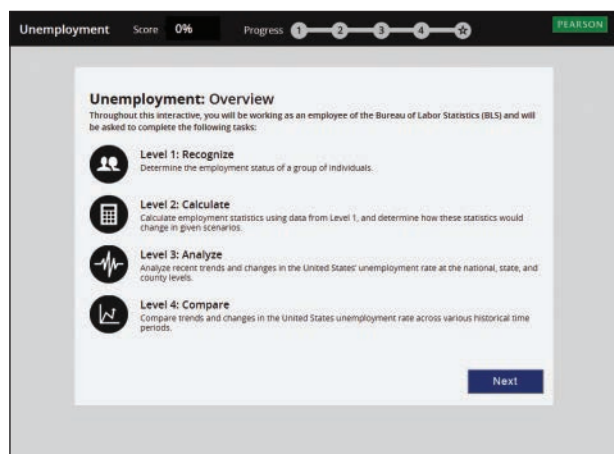 Unemployment Score 0% Progress 1 2 3 4 PEARSON
Unemployment: Overview
Throughout this interactive, you will be working as an employee of the Bureau of Labor Statistics (BLS) and will
be asked to complete the following tasks:
Level 1: Recognize
Determine the employment status of a group of individuals.
Level 2: Calculate
Calculate employment statistics using data from Level 1, and determine how these statistics would
change in given scenarios.
Level 3: Analyze
Analyze recent trends and changes in the United States' unemployment rate at the national, state, and
county levels.
Level 4: Compare
Compare trends and changes in the United States unemployment rate across various historical time
periods.
Next